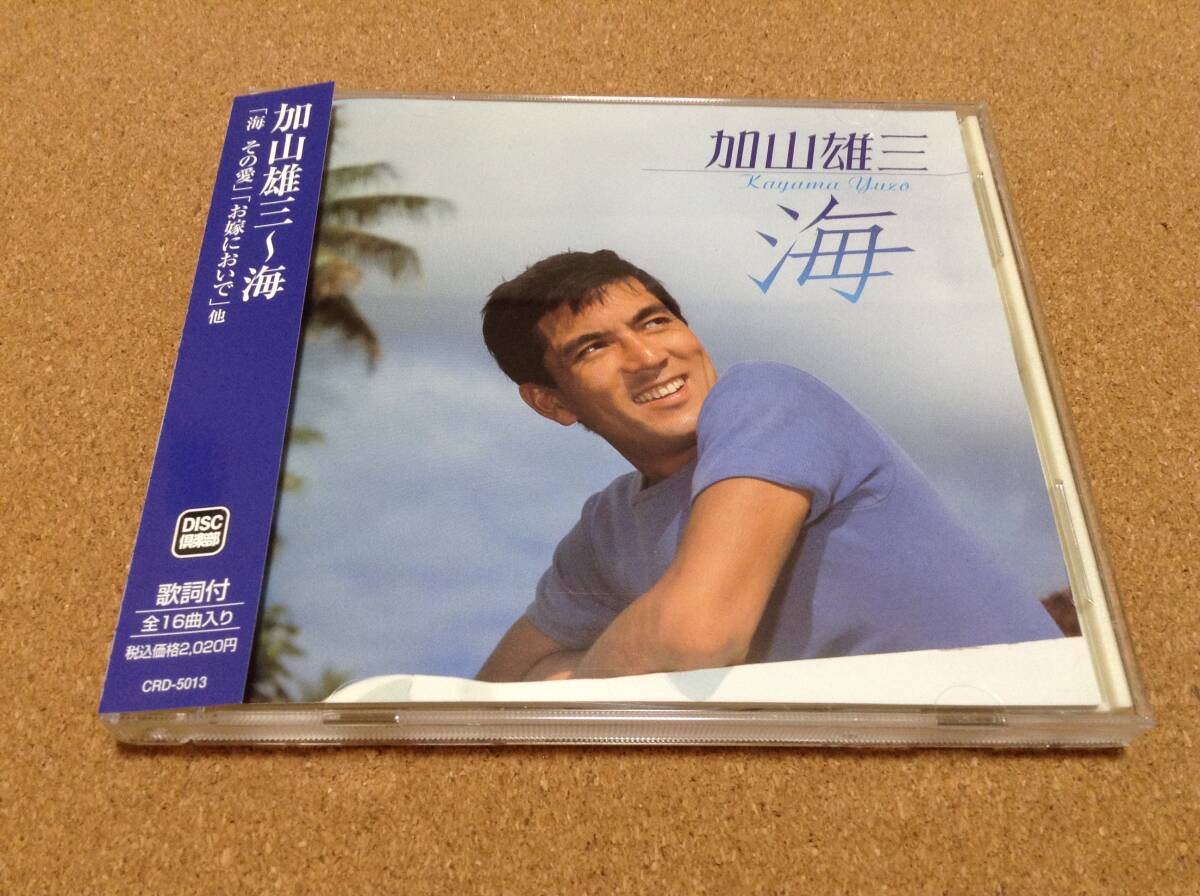 加山雄三～海
「海 その愛」「お嫁においで」他
DISC
倶楽部
歌詞付
全16曲入り
税込価格2,020円
CRD-5013
加山雄三
Kayama Yuzo
海